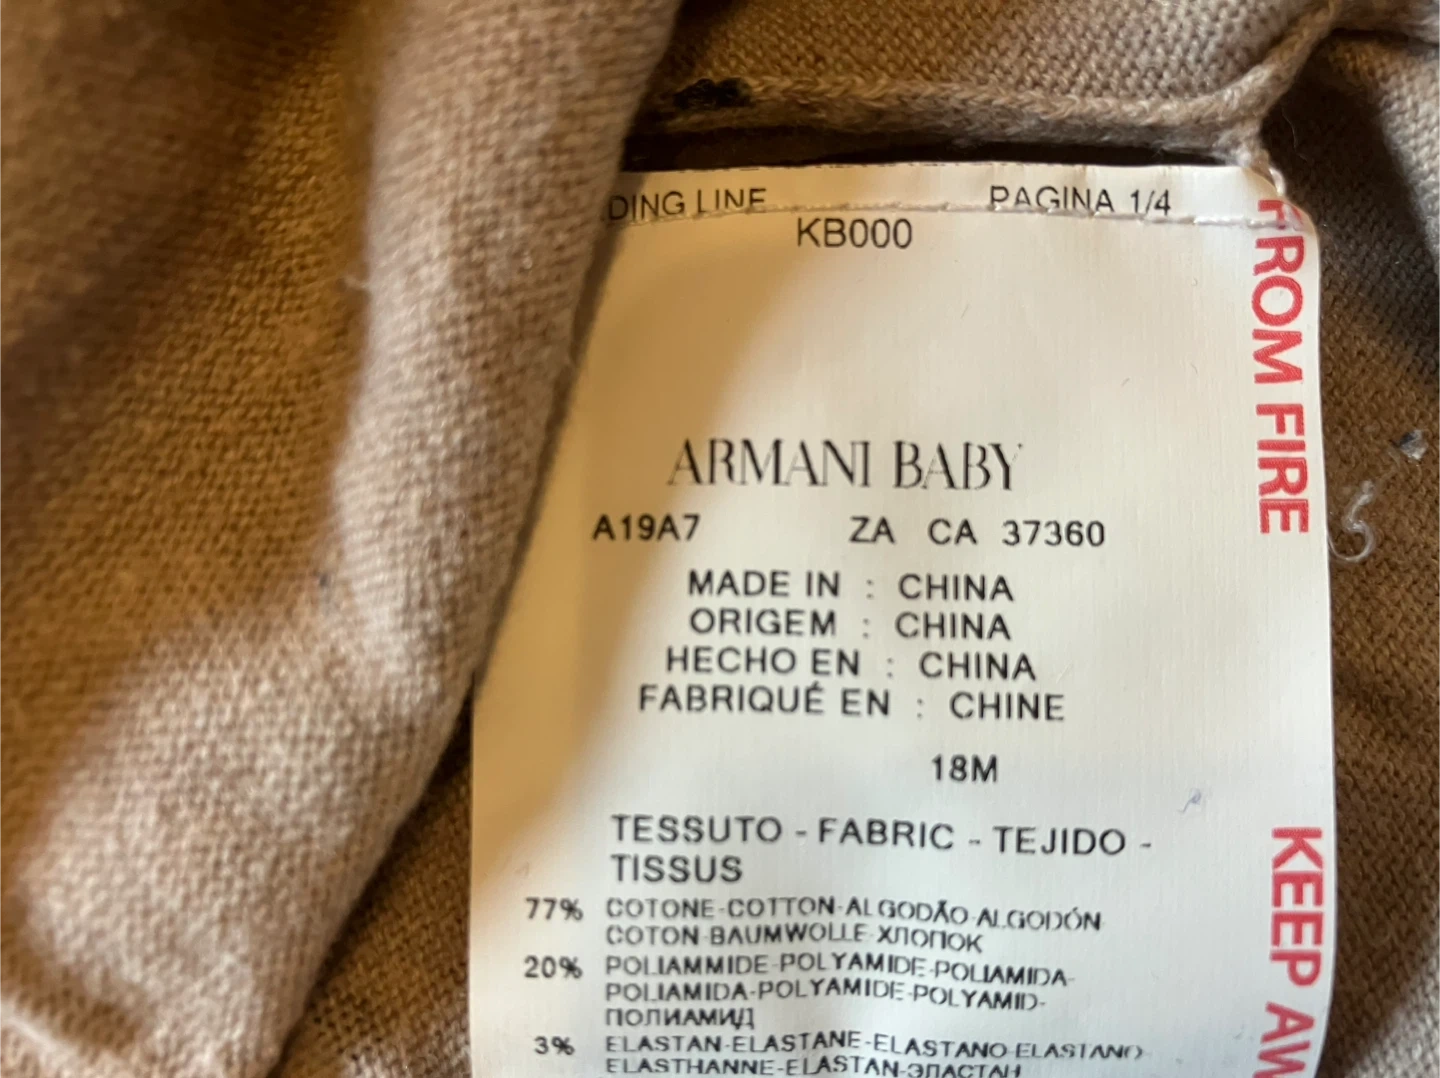 DING LINE PAGINA 1/4
KB000
ARMANI BABY
A19A7 ZA CA 37360
MADE IN : CHINA
ORIGEM : CHINA
HECHO EN : CHINA
FABRIQUÉ EN : CHINE
18M
TESSUTO - FABRIC - TEJIDO -
TISSUS
77% COTONE-COTTON-ALGODÃO-ALGODÓN-
COTON-BAUMWOLLE-ХЛОПОК
20% POLIAMMIDE-POLYAMIDE-POLIAMIDA-
POLIAMIDA-POLYAMIDE-POLYAMID-
ПОЛИАМИД
3% ELASTAN-ELASTANE-ELASTANO-ELASTANO-
ELASTHANNE-ELASTAN-ЭЛАСТАН
KEEP AW
FROM FIRE